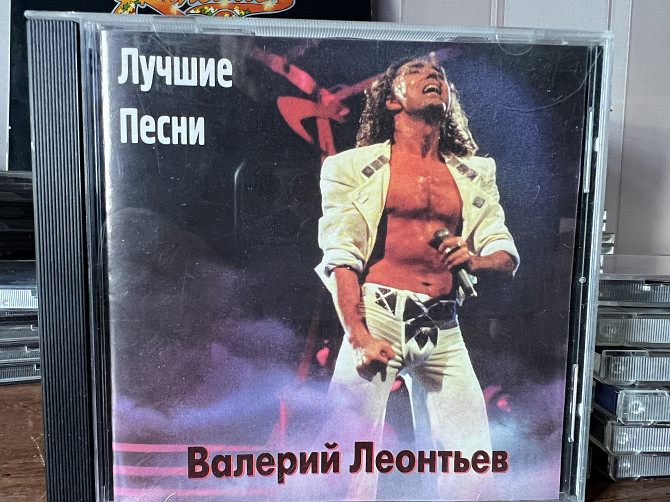 Лучшие
Песни
Валерий Леонтьев